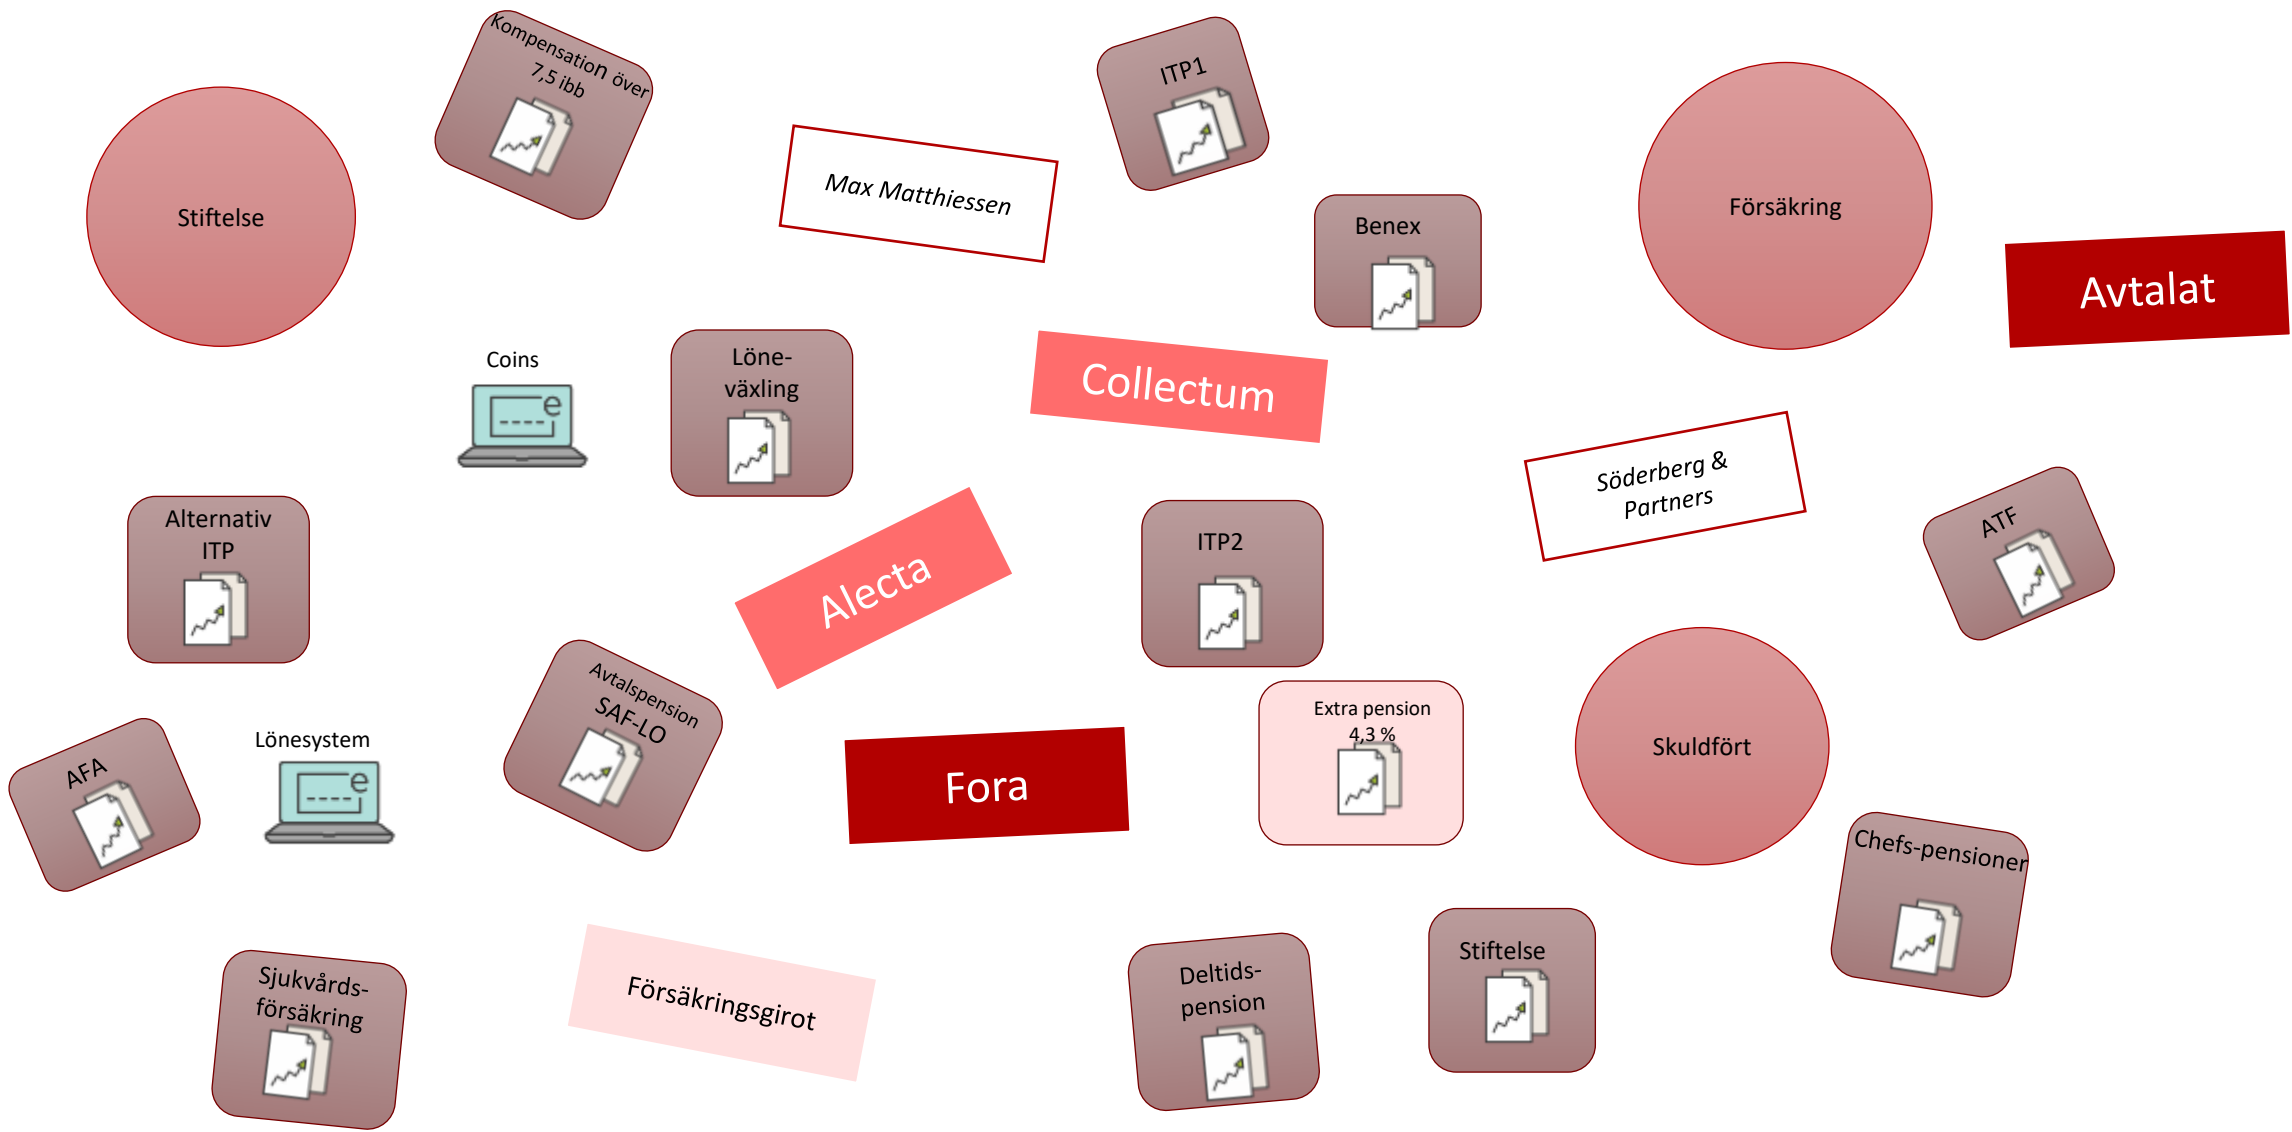 Kompensation över
7,5 ibb
ITP1
Max Matthiessen
Stiftelse
Försäkring
Benex
Avtalat
Coins
Löne-
växling
Collectum
Söderberg &
Partners
Alternativ
ITP
ATF
ITP2
Alecta
Avtalspension
SAF-LO
Extra pension
4,3 %
Lönesystem
Skuldfört
AFA
Fora
Chefs-pensioner
Stiftelse
Deltids-
pension
Sjukvårds-
försäkring
Försäkringsgirot